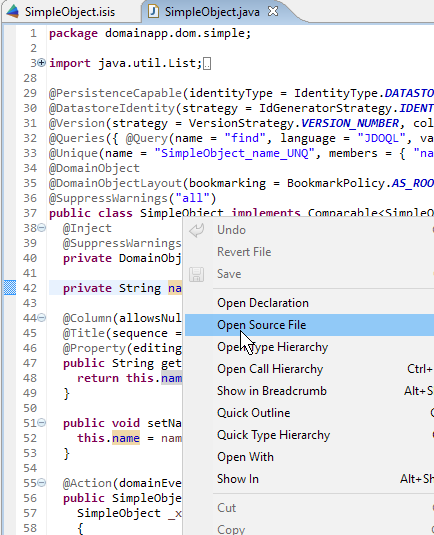 SimpleObject.isis SimpleObject.java
1 package domainapp.dom.simple;
2
3 import java.util.List;
28
29 @PersistenceCapable(identityType = IdentityType.DATASTO
30 @DatastoreIdentity(strategy = IdGeneratorStrategy.IDENT
31 @Version(strategy = VersionStrategy.VERSION_NUMBER, col
32 @Queries({ @Query(name = "find", language = "JDOQL", va
33 @Unique(name = "SimpleObject_name_UNQ", members = { "na
34 @DomainObject
35 @DomainObjectLayout(bookmarking = BookmarkPolicy.AS_ROO
36 @SuppressWarnings("all")
37 public class SimpleObject implements Comparable<SimpleO
38 @Inject
39 @SuppressWarnings
40 private DomainObj
41
42 private String na
43
44 @Column(allowsNul
45 @Title(sequence =
46 @Property(editing
47 public String get
48 return this.nam
49 }
50
51 public void setNa
52 this.name = nam
53 }
54
55 @Action(domainEve
56 public SimpleObje
57 SimpleObject _x
58 {
Undo
Revert File
Save
Open Declaration
Open Source File
Open Type Hierarchy
Open Call Hierarchy Ctrl+
Show in Breadcrumb Alt+S
Quick Outline
Quick Type Hierarchy
Open With
Show In Alt+Sh
Cut
Copy